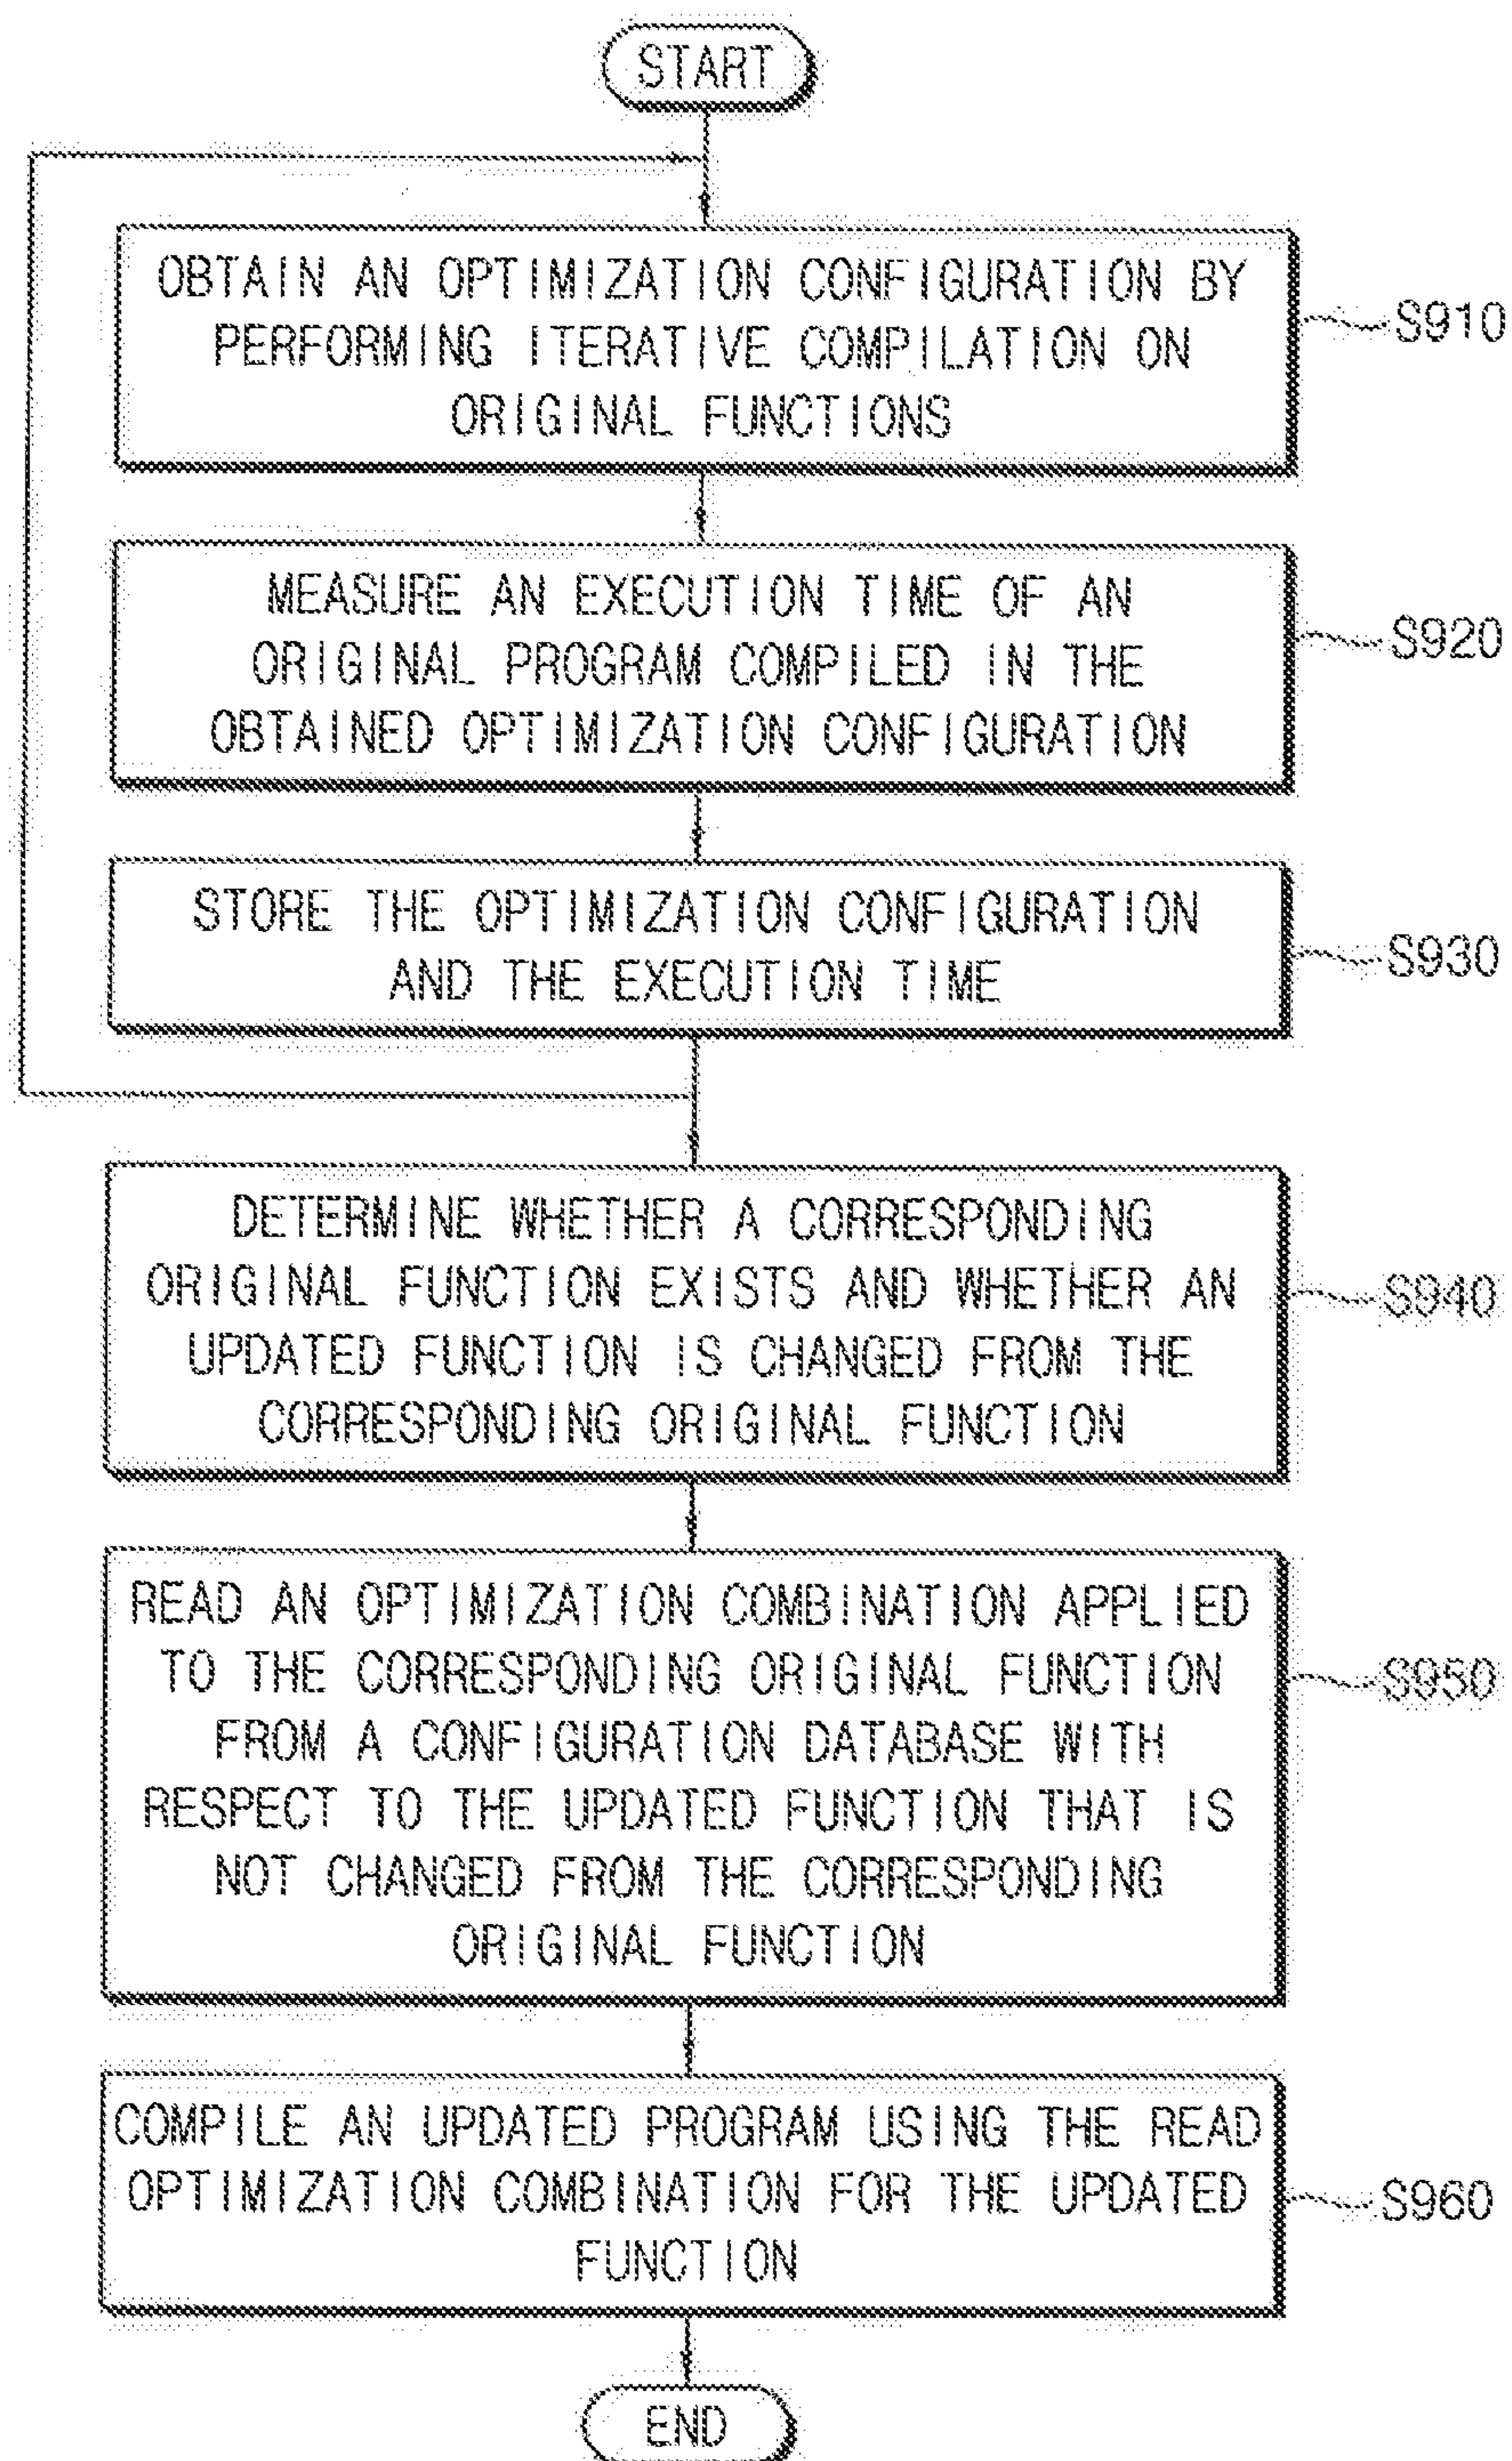 START
OBTAIN AN OPTIMIZATION CONFIGURATION BY
PERFORMING ITERATIVE COMPILATION ON
ORIGINAL FUNCTIONS
S910
MEASURE AN EXECUTION TIME OF AN
ORIGINAL PROGRAM COMPILED IN THE
OBTAINED OPTIMIZATION CONFIGURATION
S920
STORE THE OPTIMIZATION CONFIGURATION
AND THE EXECUTION TIME
S930
DETERMINE WHETHER A CORRESPONDING
ORIGINAL FUNCTION EXISTS AND WHETHER AN
UPDATED FUNCTION IS CHANGED FROM THE
CORRESPONDING ORIGINAL FUNCTION
S940
READ AN OPTIMIZATION COMBINATION APPLIED
TO THE CORRESPONDING ORIGINAL FUNCTION
FROM A CONFIGURATION DATABASE WITH
RESPECT TO THE UPDATED FUNCTION THAT IS
NOT CHANGED FROM THE CORRESPONDING
ORIGINAL FUNCTION
S950
COMPILE AN UPDATED PROGRAM USING THE READ
OPTIMIZATION COMBINATION FOR THE UPDATED
FUNCTION
S960
END